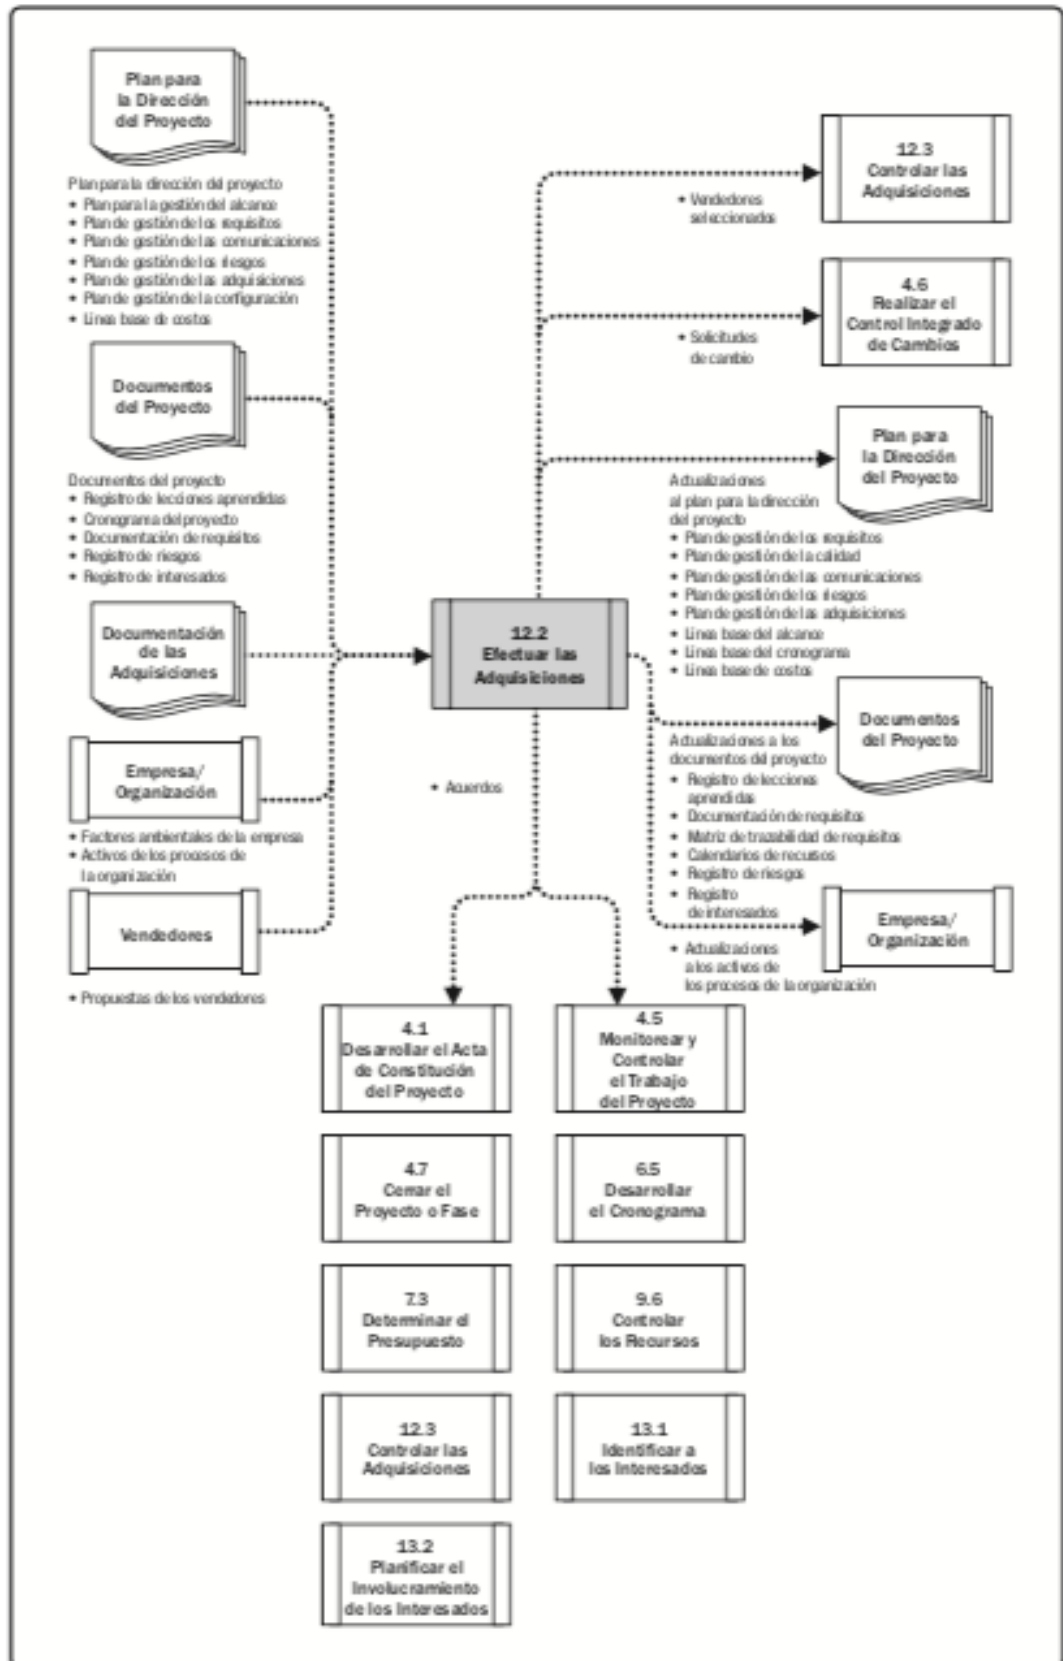 Plan para
la Dirección
del Proyecto
Plan para la dirección del proyecto
• Plan para la gestión del alcance
• Plan de gestión de los requisitos
• Plan de gestión de las comunicaciones
• Plan de gestión de los riesgos
• Plan de gestión de las adquisiciones
• Plan de gestión de la configuración
• Línea base de costos
Documentos
del Proyecto
Documentos del proyecto
• Registro de lecciones aprendidas
• Cronograma del proyecto
• Documentación de requisitos
• Registro de riesgos
• Registro de interesados
Documentación
de las
Adquisiciones
Empresa/
Organización
• Factores ambientales de la empresa
• Activos de los procesos de
la organización
Vendedores
• Propuestas de los vendedores
12.2
Efectuar las
Adquisiciones
• Acuerdos
12.3
Controlar las
Adquisiciones
• Vendedores
seleccionados
4.6
Realizar el
Control Integrado
de Cambios
• Solicitudes
de cambio
Plan para
la Dirección
del Proyecto
Actualizaciones
al plan para la dirección
del proyecto
• Plan de gestión de los requisitos
• Plan de gestión de la calidad
• Plan de gestión de las comunicaciones
• Plan de gestión de los riesgos
• Plan de gestión de las adquisiciones
• Línea base del alcance
• Línea base del cronograma
• Línea base de costos
Documentos
del Proyecto
Actualizaciones a los
documentos del proyecto
• Registro de lecciones
aprendidas
• Documentación de requisitos
• Matriz de trazabilidad de requisitos
• Calendarios de recursos
• Registro de riesgos
• Registro
de interesados
Empresa/
Organización
• Actualizaciones
a los activos de
los procesos de la organización
4.1
Desarrollar el Acta
de Constitución
del Proyecto
4.5
Monitorear y
Controlar
el Trabajo
del Proyecto
4.7
Cerrar el
Proyecto o Fase
6.5
Desarrollar
el Cronograma
7.3
Determinar el
Presupuesto
9.6
Controlar
los Recursos
12.3
Controlar las
Adquisiciones
13.1
Identificar a
los Interesados
13.2
Planificar el
Involucramiento
de los Interesados